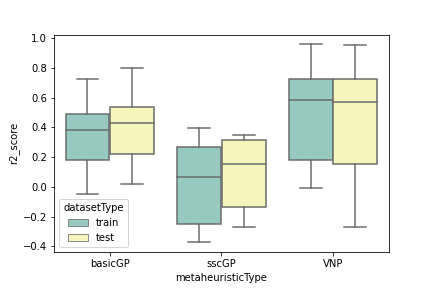 1.0
0.8
0.6
0.4
0.2
0.0
−0.2
−0.4
r2_score
datasetType
train
test
basicGP
sscGP
VNP
metaheuristicType